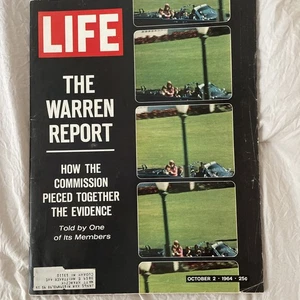 LIFE
THE
WARREN
REPORT
HOW THE
COMMISSION
PIECED TOGETHER
THE EVIDENCE
Told by One
of Its Members
OCTOBER 2 · 1964 · 25¢